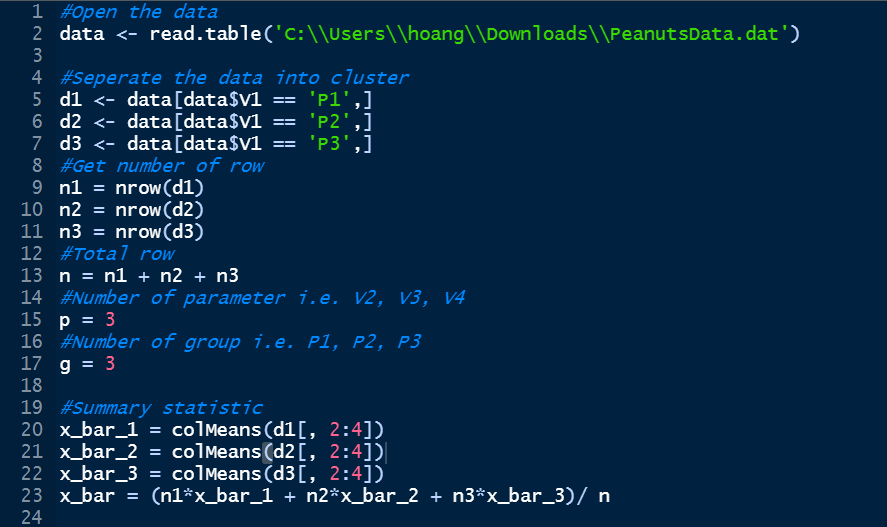 1 #Open the data
2 data <- read.table('C:\\Users\\hoang\\Downloads\\PeanutsData.dat')
3
4 #Seperate the data into cluster
5 d1 <- data[data$V1 == 'P1',]
6 d2 <- data[data$V1 == 'P2',]
7 d3 <- data[data$V1 == 'P3',]
8 #Get number of row
9 n1 = nrow(d1)
10 n2 = nrow(d2)
11 n3 = nrow(d3)
12 #Total row
13 n = n1 + n2 + n3
14 #Number of parameter i.e. V2, V3, V4
15 p = 3
16 #Number of group i.e. P1, P2, P3
17 g = 3
18
19 #Summary statistic
20 x_bar_1 = colMeans(d1[, 2:4])
21 x_bar_2 = colMeans(d2[, 2:4])
22 x_bar_3 = colMeans(d3[, 2:4])
23 x_bar = (n1*x_bar_1 + n2*x_bar_2 + n3*x_bar_3)/ n
24